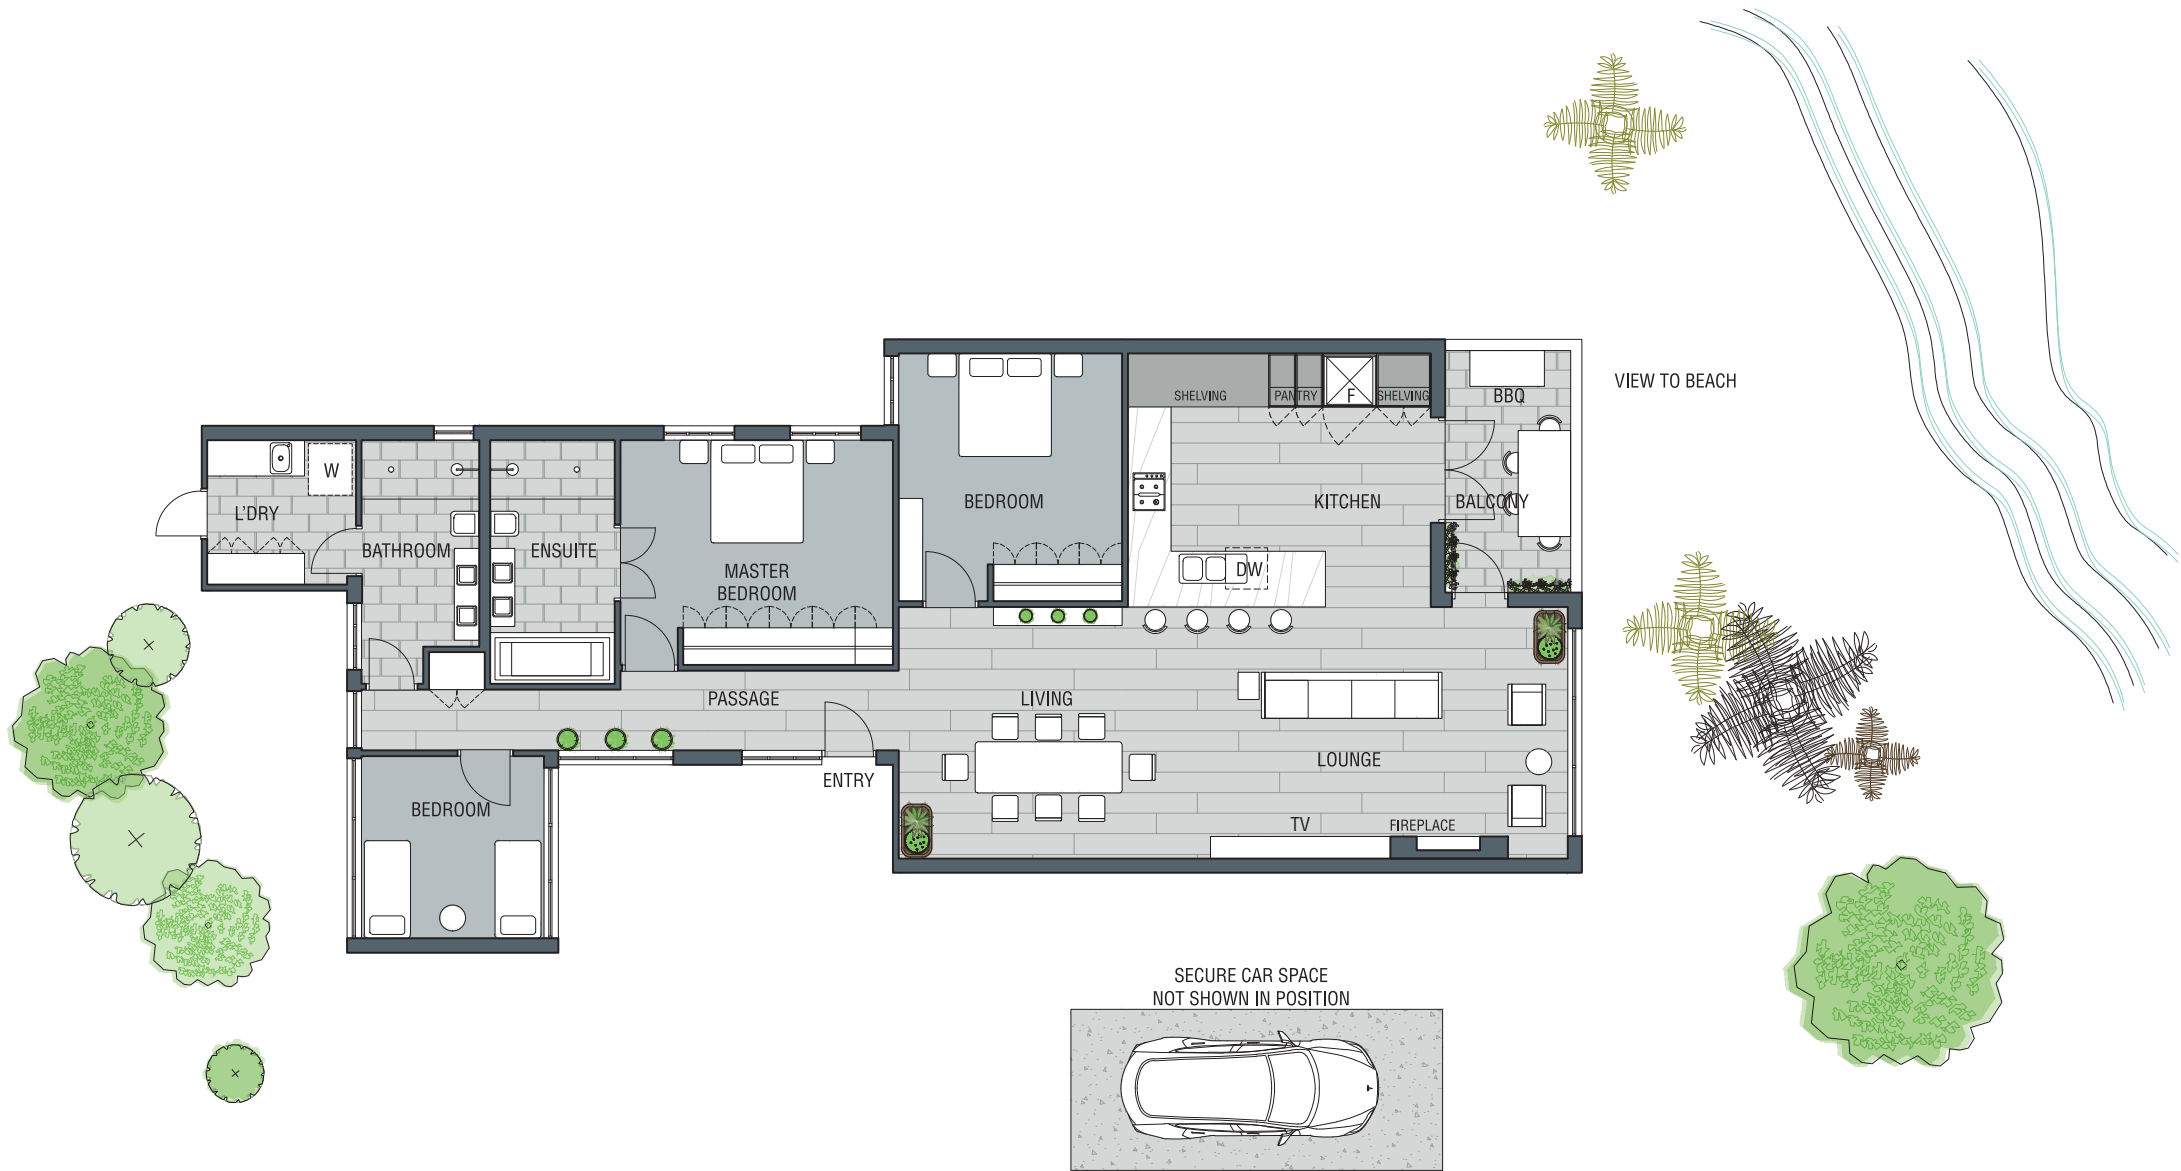 VIEW TO BEACH
SHELVING
PANTRY
F
SHELVING
BBQ
W
L'DRY
BATHROOM
ENSUITE
MASTER
BEDROOM
BEDROOM
KITCHEN
BALCONY
DW
PASSAGE
LIVING
LOUNGE
ENTRY
BEDROOM
TV
FIREPLACE
SECURE CAR SPACE
NOT SHOWN IN POSITION